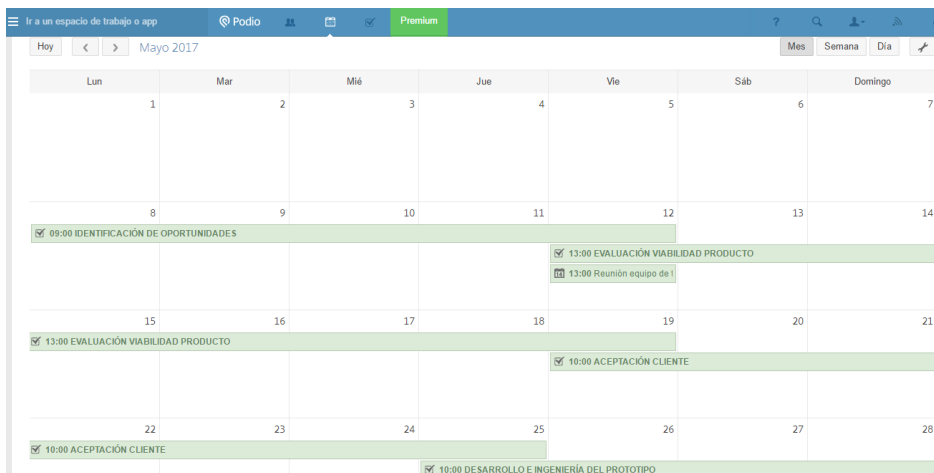 Ir a un espacio de trabajo o app Podio Premium ?
Hoy < > Mayo 2017 Mes Semana Día
Lun Mar Mié Jue Vie Sáb Domingo
1 2 3 4 5 6 7
8 9 10 11 12 13 14
09:00 IDENTIFICACIÓN DE OPORTUNIDADES
13:00 EVALUACIÓN VIABILIDAD PRODUCTO
14 13:00 Reunión equipo de
15 16 17 18 19 20 21
13:00 EVALUACIÓN VIABILIDAD PRODUCTO
10:00 ACEPTACIÓN CLIENTE
22 23 24 25 26 27 28
10:00 ACEPTACIÓN CLIENTE
10:00 DESARROLLO E INGENIERÍA DEL PROTOTIPO